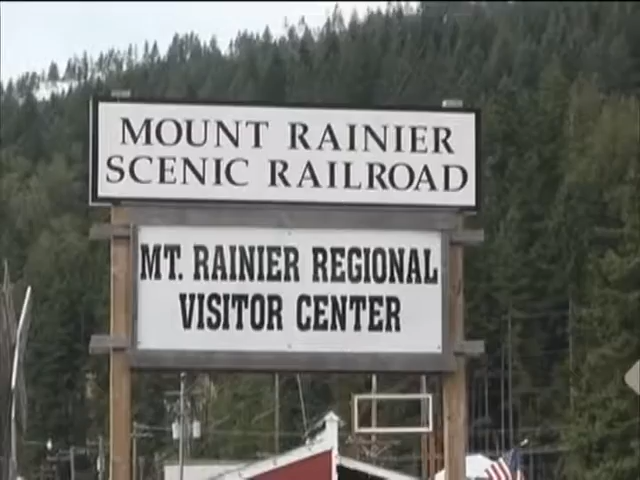 MOUNT RAINIER
SCENIC RAILROAD
MT. RAINIER REGIONAL
VISITOR CENTER